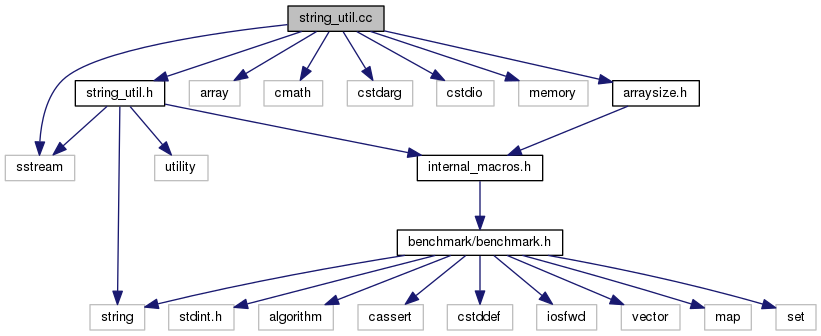 string_util.cc
string_util.h
array
cmath
cstdarg
cstdio
memory
arraysize.h
sstream
utility
internal_macros.h
benchmark/benchmark.h
string
stdint.h
algorithm
cassert
cstddef
iosfwd
vector
map
set